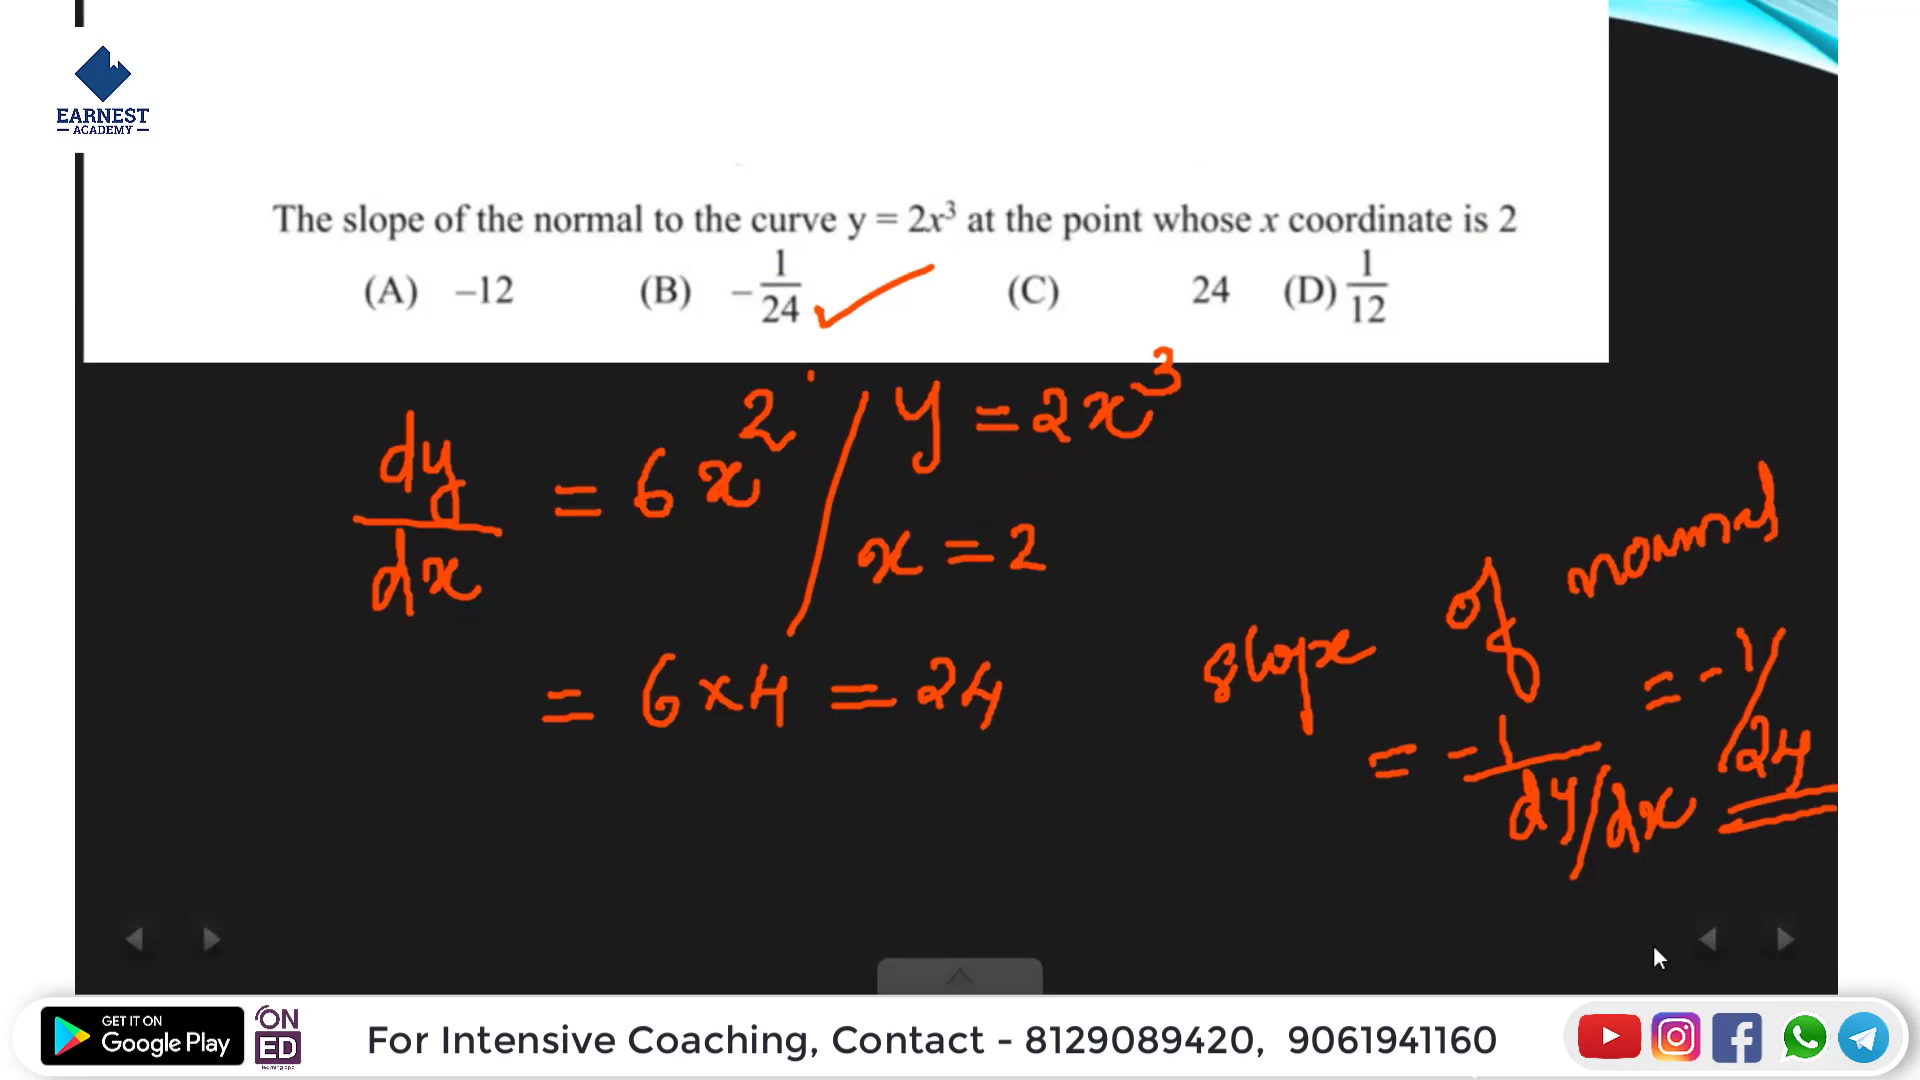 EARNEST
ACADEMY
The slope of the normal to the curve y = 2x³ at the point whose x coordinate is 2
(A) –12 (B) –1/24 (C) 24 (D) 1/12
dy/dx = 6x² / y = 2x³
x = 2
= 6 × 4 = 24
slope of normal
= -1/(dy/dx) = -1/24
GET IT ON
Google Play
ON
ED
learning app
For Intensive Coaching, Contact - 8129089420, 9061941160